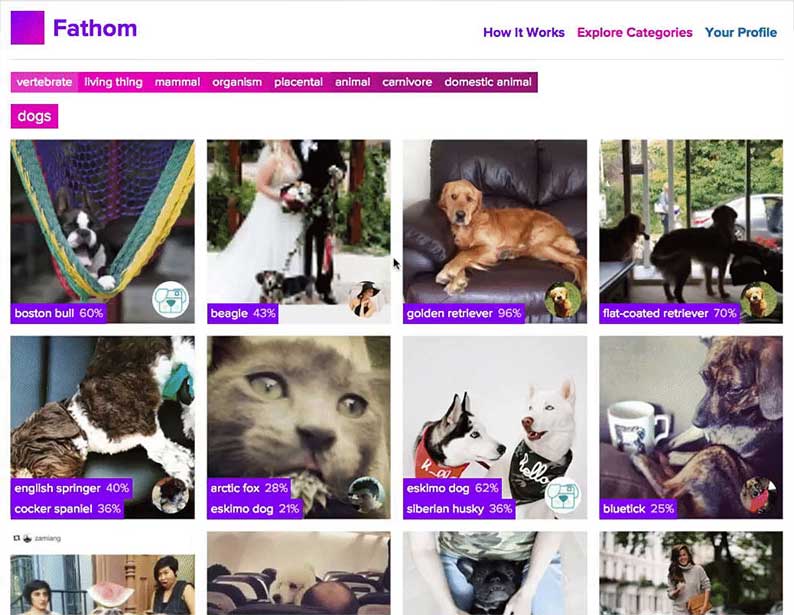 Fathom
How It Works Explore Categories Your Profile
vertebrate living thing mammal organism placental animal carnivore domestic animal
dogs
boston bull 60%
beagle 43%
golden retriever 96%
flat-coated retriever 70%
english springer 40%
cocker spaniel 36%
arctic fox 28%
eskimo dog 21%
hello
eskimo dog 62%
siberian husky 36%
bluetick 25%
zamiang